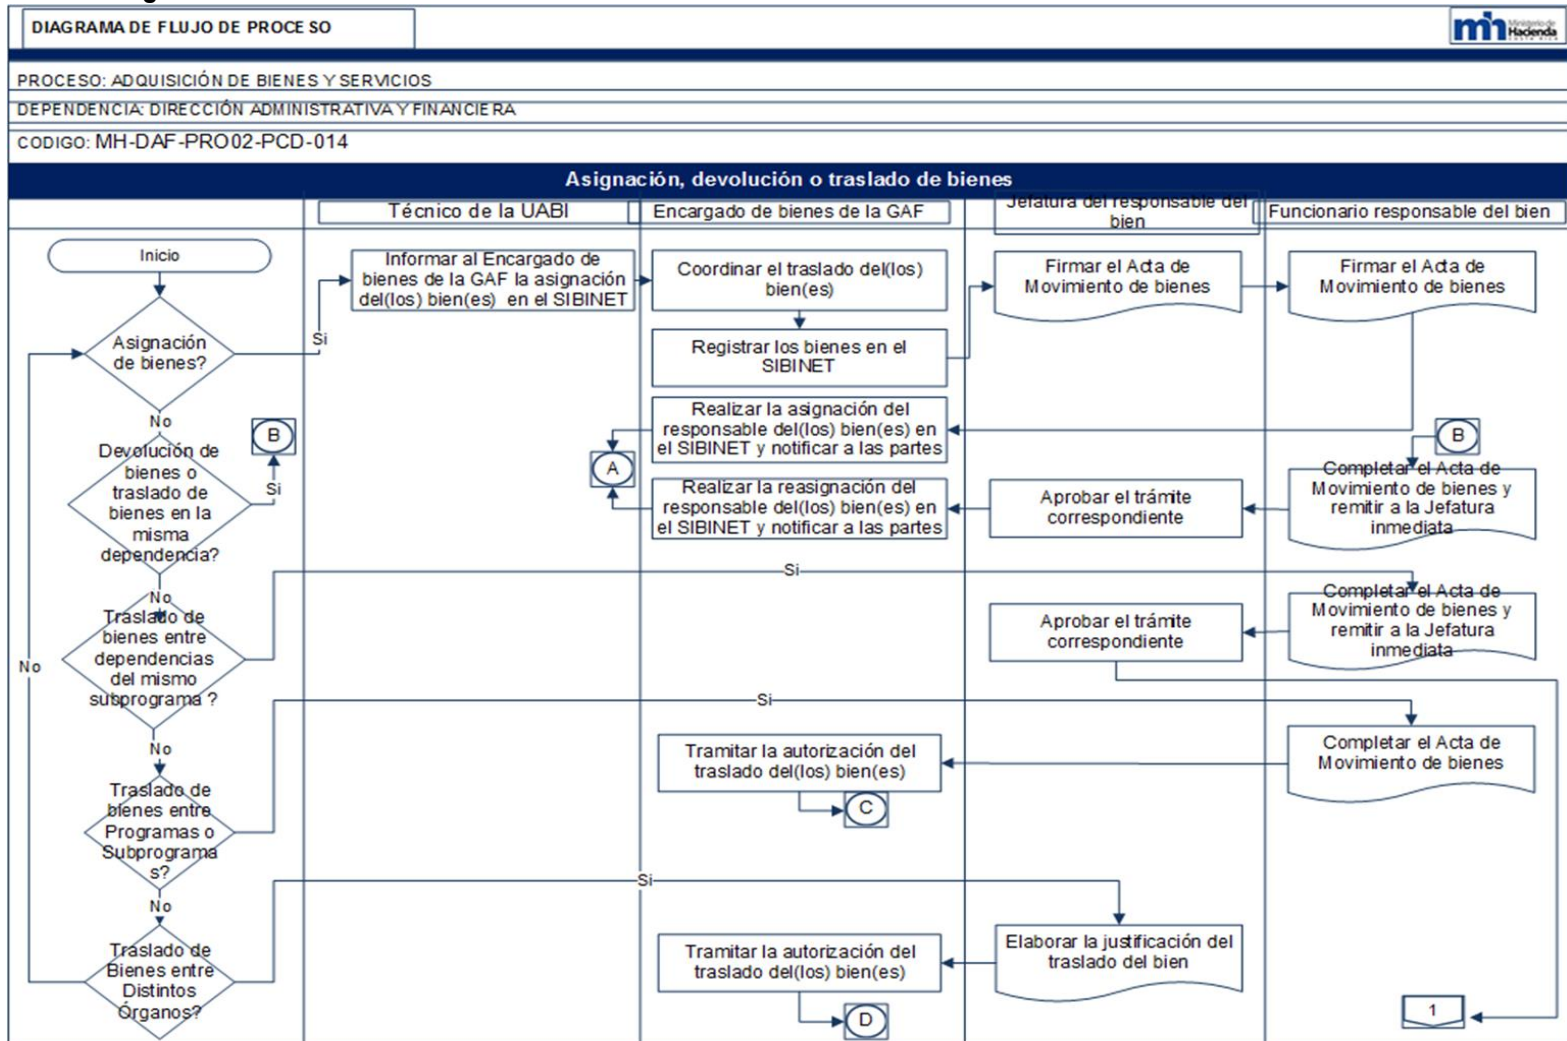 DIAGRAMA DE FLUJO DE PROCESO
mh Ministerio de
Hacienda
COSTA RICA
PROCESO: ADQUISICIÓN DE BIENES Y SERVICIOS
DEPENDENCIA: DIRECCIÓN ADMINISTRATIVA Y FINANCIERA
CODIGO: MH-DAF-PRO02-PCD-014
Asignación, devolución o traslado de bienes
Técnico de la UABI
Encargado de bienes de la GAF
Jefatura del responsable del
bien
Funcionario responsable del bien
Inicio
Informar al Encargado de
bienes de la GAF la asignación
del(los) bien(es) en el SIBINET
Coordinar el traslado del(los)
bien(es)
Firmar el Acta de
Movimiento de bienes
Firmar el Acta de
Movimiento de bienes
Asignación
de bienes?
Si
Registrar los bienes en el
SIBINET
No
B
Realizar la asignación del
responsable del(los) bien(es) en
el SIBINET y notificar a las partes
B
Devolución de
bienes o
traslado de
bienes en la
misma
dependencia?
Si
A
Realizar la reasignación del
responsable del(los) bien(es) en
el SIBINET y notificar a las partes
Aprobar el trámite
correspondiente
Completar el Acta de
Movimiento de bienes y
remitir a la Jefatura
inmediata
No
Si
Traslado de
bienes entre
dependencias
del mismo
subprograma ?
Aprobar el trámite
correspondiente
Completar el Acta de
Movimiento de bienes y
remitir a la Jefatura
inmediata
No
Si
No
Traslado de
bienes entre
Programas o
Subprograma
s?
Tramitar la autorización del
traslado del(los) bien(es)
Completar el Acta de
Movimiento de bienes
C
Si
No
Traslado de
Bienes entre
Distintos
Órganos?
Tramitar la autorización del
traslado del(los) bien(es)
Elaborar la justificación del
traslado del bien
D
1